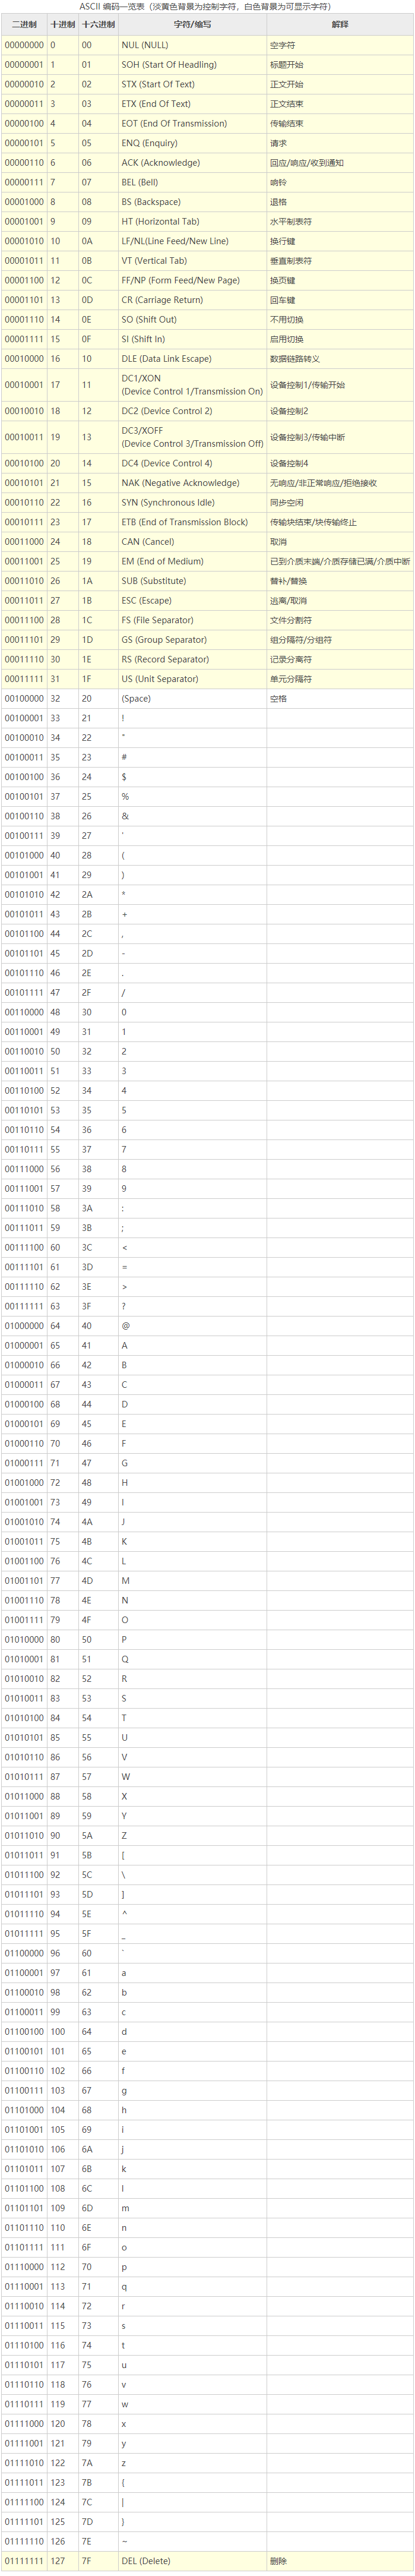 ASCII 编码一览表（淡黄色背景为控制字符，白色背景为可显示字符）
二进制 十进制 十六进制 字符/缩写 解释
00000000 0 00 NUL (NULL) 空字符
00000001 1 01 SOH (Start Of Headling) 标题开始
00000010 2 02 STX (Start Of Text) 正文开始
00000011 3 03 ETX (End Of Text) 正文结束
00000100 4 04 EOT (End Of Transmission) 传输结束
00000101 5 05 ENQ (Enquiry) 请求
00000110 6 06 ACK (Acknowledge) 回应/响应/收到通知
00000111 7 07 BEL (Bell) 响铃
00001000 8 08 BS (Backspace) 退格
00001001 9 09 HT (Horizontal Tab) 水平制表符
00001010 10 0A LF/NL(Line Feed/New Line) 换行键
00001011 11 0B VT (Vertical Tab) 垂直制表符
00001100 12 0C FF/NP (Form Feed/New Page) 换页键
00001101 13 0D CR (Carriage Return) 回车键
00001110 14 0E SO (Shift Out) 不用切换
00001111 15 0F SI (Shift In) 启用切换
00010000 16 10 DLE (Data Link Escape) 数据链路转义
DC1/XON
00010001 17 11 (Device Control 1/Transmission On) 设备控制1/传输开始
00010010 18 12 DC2 (Device Control 2) 设备控制2
DC3/XOFF
00010011 19 13 (Device Control 3/Transmission Off) 设备控制3/传输中断
00010100 20 14 DC4 (Device Control 4) 设备控制4
00010101 21 15 NAK (Negative Acknowledge) 无响应/非正常响应/拒绝接收
00010110 22 16 SYN (Synchronous Idle) 同步空闲
00010111 23 17 ETB (End of Transmission Block) 传输块结束/块传输终止
00011000 24 18 CAN (Cancel) 取消
00011001 25 19 EM (End of Medium) 已到介质末端/介质存储已满/介质中断
00011010 26 1A SUB (Substitute) 替补/替换
00011011 27 1B ESC (Escape) 逃离/取消
00011100 28 1C FS (File Separator) 文件分割符
00011101 29 1D GS (Group Separator) 组分隔符/分组符
00011110 30 1E RS (Record Separator) 记录分离符
00011111 31 1F US (Unit Separator) 单元分隔符
00100000 32 20 (Space) 空格
00100001 33 21 !
00100010 34 22 "
00100011 35 23 #
00100100 36 24 $
00100101 37 25 %
00100110 38 26 &
00100111 39 27 '
00101000 40 28 (
00101001 41 29 )
00101010 42 2A *
00101011 43 2B +
00101100 44 2C ,
00101101 45 2D -
00101110 46 2E .
00101111 47 2F /
00110000 48 30 0
00110001 49 31 1
00110010 50 32 2
00110011 51 33 3
00110100 52 34 4
00110101 53 35 5
00110110 54 36 6
00110111 55 37 7
00111000 56 38 8
00111001 57 39 9
00111010 58 3A :
00111011 59 3B ;
00111100 60 3C <
00111101 61 3D =
00111110 62 3E >
00111111 63 3F ?
01000000 64 40 @
01000001 65 41 A
01000010 66 42 B
01000011 67 43 C
01000100 68 44 D
01000101 69 45 E
01000110 70 46 F
01000111 71 47 G
01001000 72 48 H
01001001 73 49 I
01001010 74 4A J
01001011 75 4B K
01001100 76 4C L
01001101 77 4D M
01001110 78 4E N
01001111 79 4F O
01010000 80 50 P
01010001 81 51 Q
01010010 82 52 R
01010011 83 53 S
01010100 84 54 T
01010101 85 55 U
01010110 86 56 V
01010111 87 57 W
01011000 88 58 X
01011001 89 59 Y
01011010 90 5A Z
01011011 91 5B [
01011100 92 5C \
01011101 93 5D ]
01011110 94 5E ^
01011111 95 5F _
01100000 96 60 `
01100001 97 61 a
01100010 98 62 b
01100011 99 63 c
01100100 100 64 d
01100101 101 65 e
01100110 102 66 f
01100111 103 67 g
01101000 104 68 h
01101001 105 69 i
01101010 106 6A j
01101011 107 6B k
01101100 108 6C l
01101101 109 6D m
01101110 110 6E n
01101111 111 6F o
01110000 112 70 p
01110001 113 71 q
01110010 114 72 r
01110011 115 73 s
01110100 116 74 t
01110101 117 75 u
01110110 118 76 v
01110111 119 77 w
01111000 120 78 x
01111001 121 79 y
01111010 122 7A z
01111011 123 7B {
01111100 124 7C |
01111101 125 7D }
01111110 126 7E ~
01111111 127 7F DEL (Delete) 删除